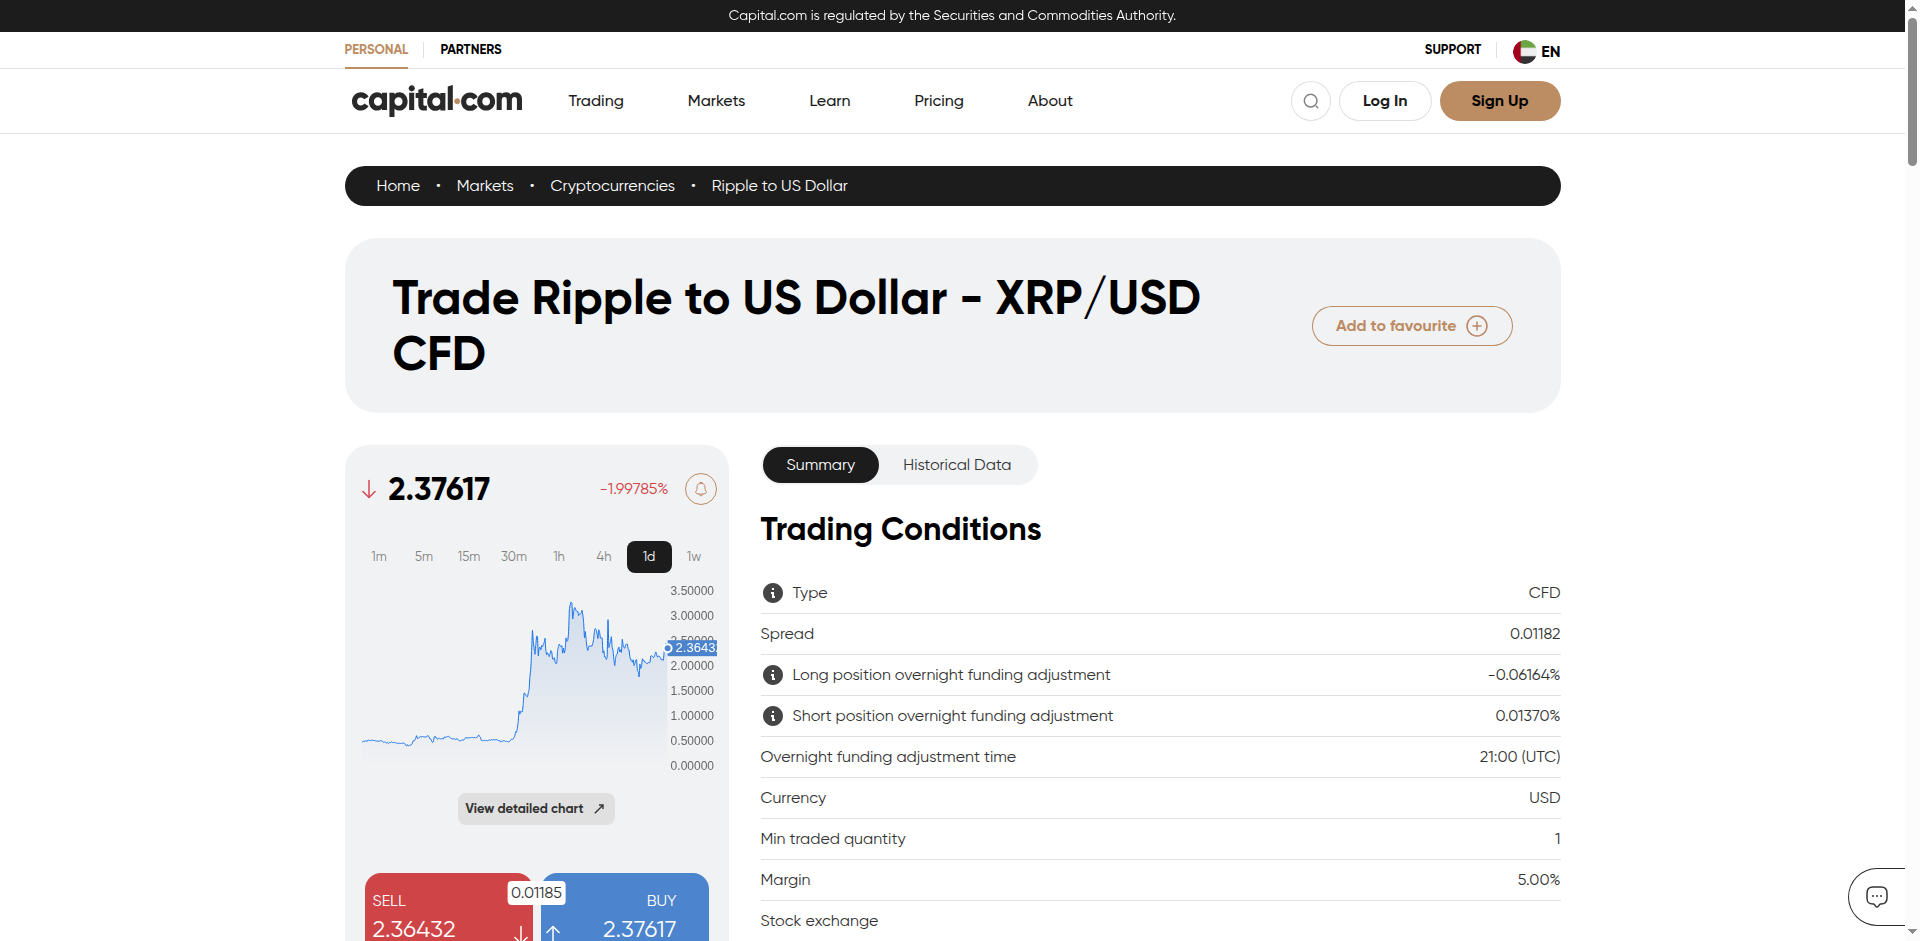 Capital.com is regulated by the Securities and Commodities Authority.
PERSONAL PARTNERS SUPPORT EN
capital.com Trading Markets Learn Pricing About Log In Sign Up
Home • Markets • Cryptocurrencies • Ripple to US Dollar
Trade Ripple to US Dollar - XRP/USD
CFD
Add to favourite
2.37617 -1.99785%
1m 5m 15m 30m 1h 4h 1d 1w
3.50000
3.00000
2.50000
2.3643
2.00000
1.50000
1.00000
0.50000
0.00000
View detailed chart
SELL 0.01185 BUY
2.36432 2.37617
Summary Historical Data
Trading Conditions
Type CFD
Spread 0.01182
Long position overnight funding adjustment -0.06164%
Short position overnight funding adjustment 0.01370%
Overnight funding adjustment time 21:00 (UTC)
Currency USD
Min traded quantity 1
Margin 5.00%
Stock exchange